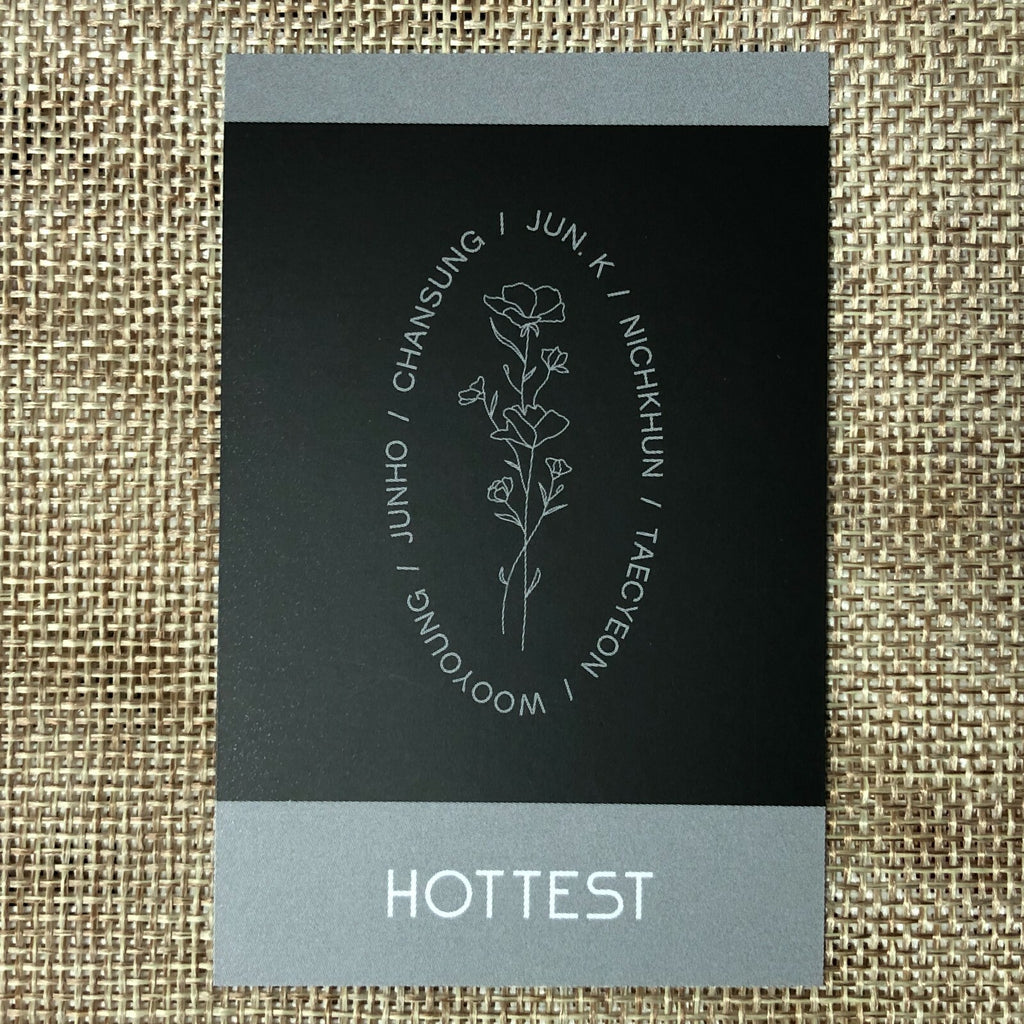 JUN. K / NICHKHUN / TAECYEON / WOOYOUNG / JUNHO / CHANSUNG /
HOTTEST